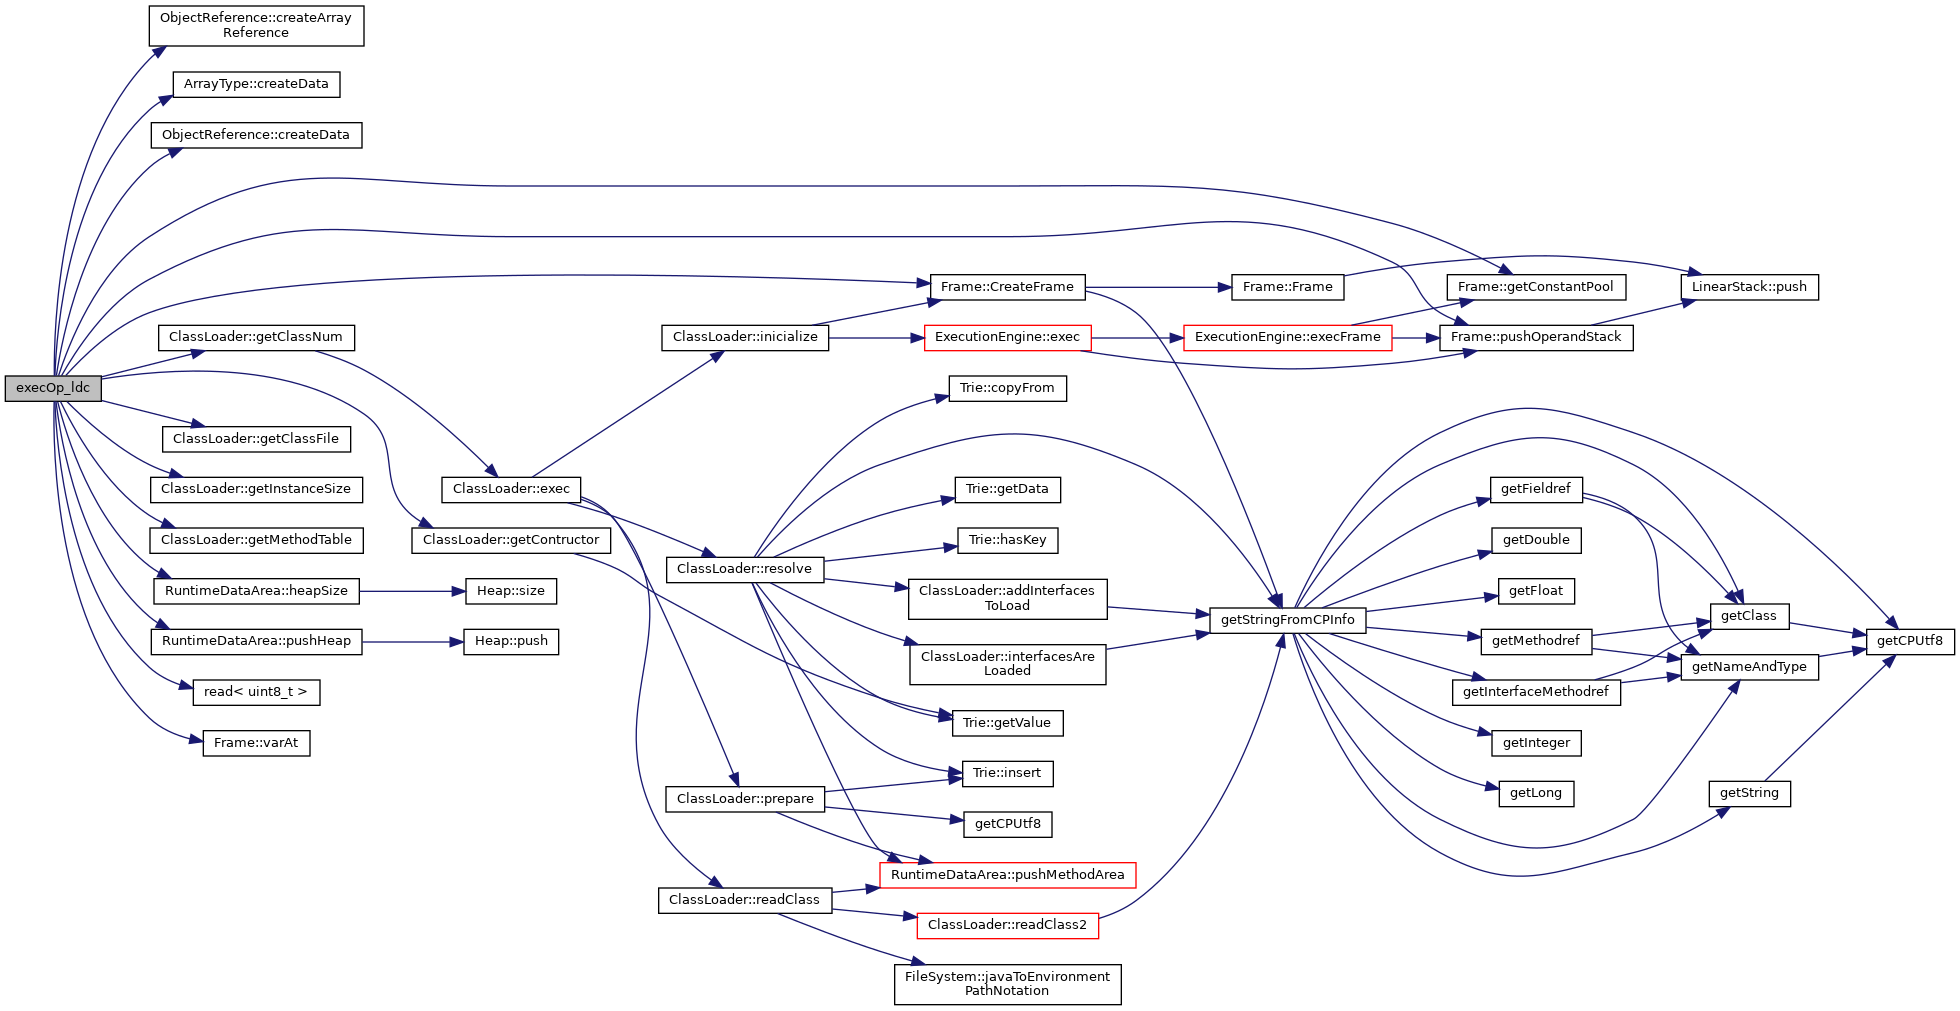 ObjectReference::createArray
Reference
ArrayType::createData
ObjectReference::createData
execOp_ldc
ClassLoader::getClassNum
ClassLoader::getClassFile
ClassLoader::getInstanceSize
ClassLoader::getMethodTable
RuntimeDataArea::heapSize
RuntimeDataArea::pushHeap
read< uint8_t >
Frame::varAt
ClassLoader::exec
ClassLoader::getContructor
Heap::size
Heap::push
ClassLoader::inicialize
ClassLoader::resolve
ClassLoader::prepare
ClassLoader::readClass
Frame::CreateFrame
ExecutionEngine::exec
Trie::copyFrom
Trie::getData
Trie::hasKey
ClassLoader::addInterfaces
ToLoad
ClassLoader::interfacesAre
Loaded
Trie::getValue
Trie::insert
getCPUtf8
RuntimeDataArea::pushMethodArea
ClassLoader::readClass2
FileSystem::javaToEnvironment
PathNotation
Frame::Frame
ExecutionEngine::execFrame
getStringFromCPInfo
Frame::getConstantPool
Frame::pushOperandStack
getFieldref
getDouble
getFloat
getMethodref
getInterfaceMethodref
getInteger
getLong
LinearStack::push
getClass
getNameAndType
getString
getCPUtf8